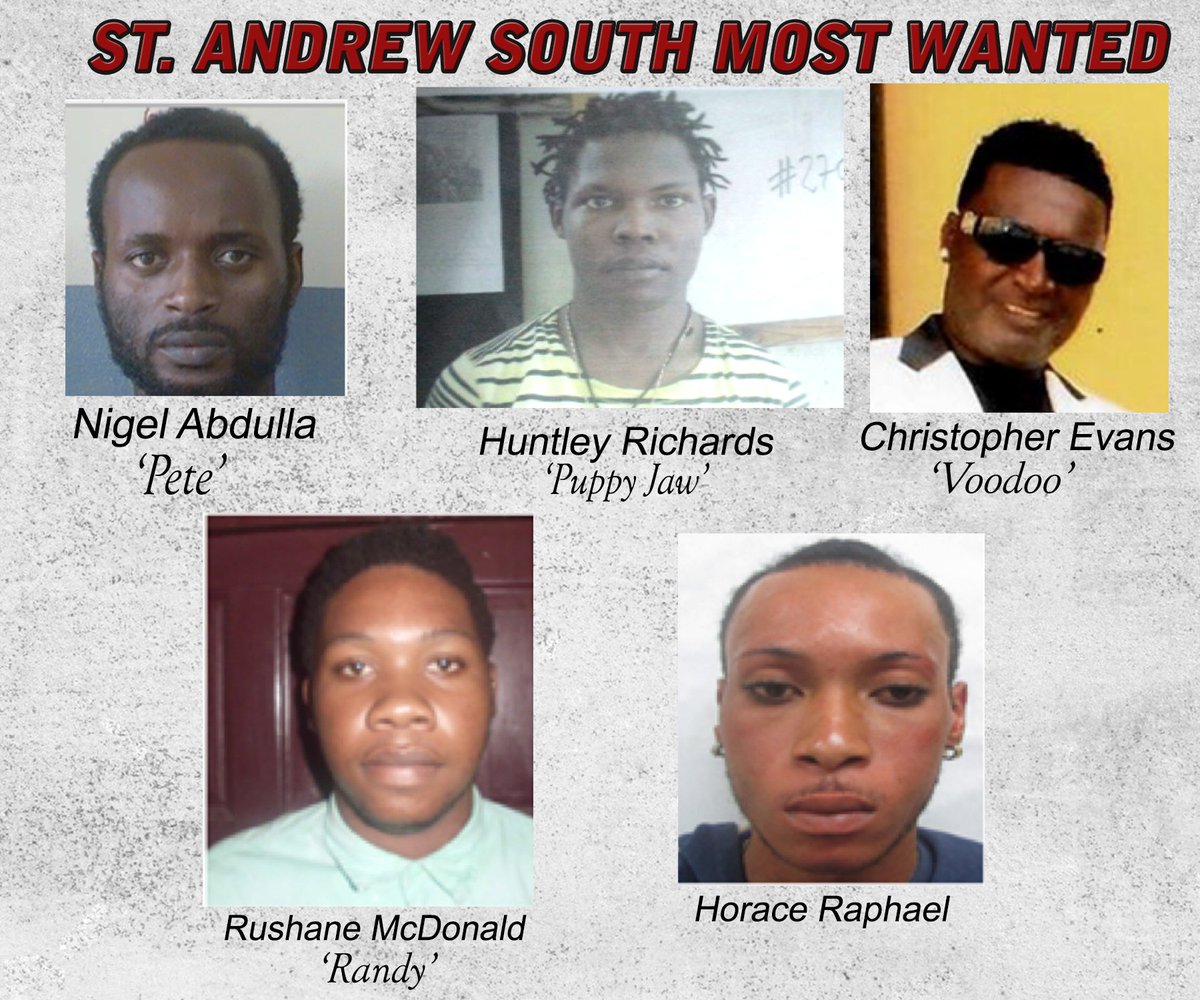 ST. ANDREW SOUTH MOST WANTED
#279
Nigel Abdulla
‘Pete’
Huntley Richards
‘Puppy Jaw’
Christopher Evans
‘Voodoo’
Rushane McDonald
‘Randy’
Horace Raphael